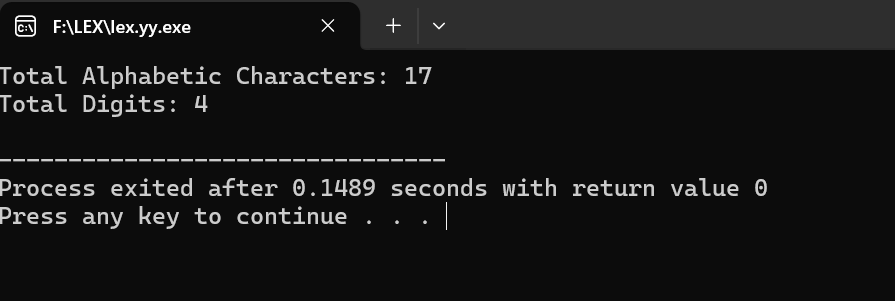 F:\LEX\lex.yy.exe
Total Alphabetic Characters: 17
Total Digits: 4
--------------------------------
Process exited after 0.1489 seconds with return value 0
Press any key to continue . . .